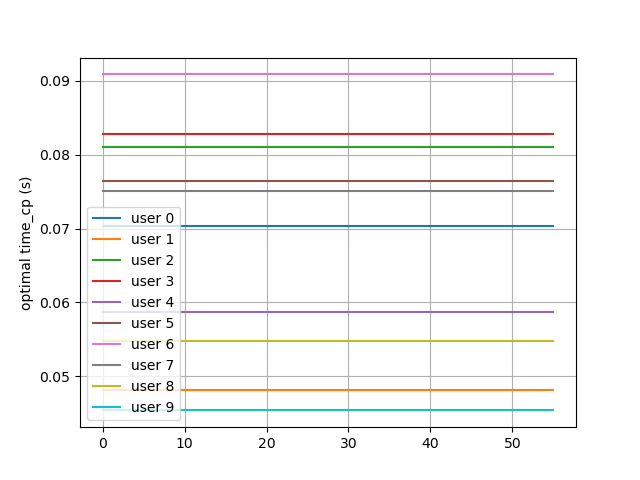 optimal time_cp (s)
0.09
0.08
0.07
0.06
0.05
user 0
user 1
user 2
user 3
user 4
user 5
user 6
user 7
user 8
user 9
0 10 20 30 40 50